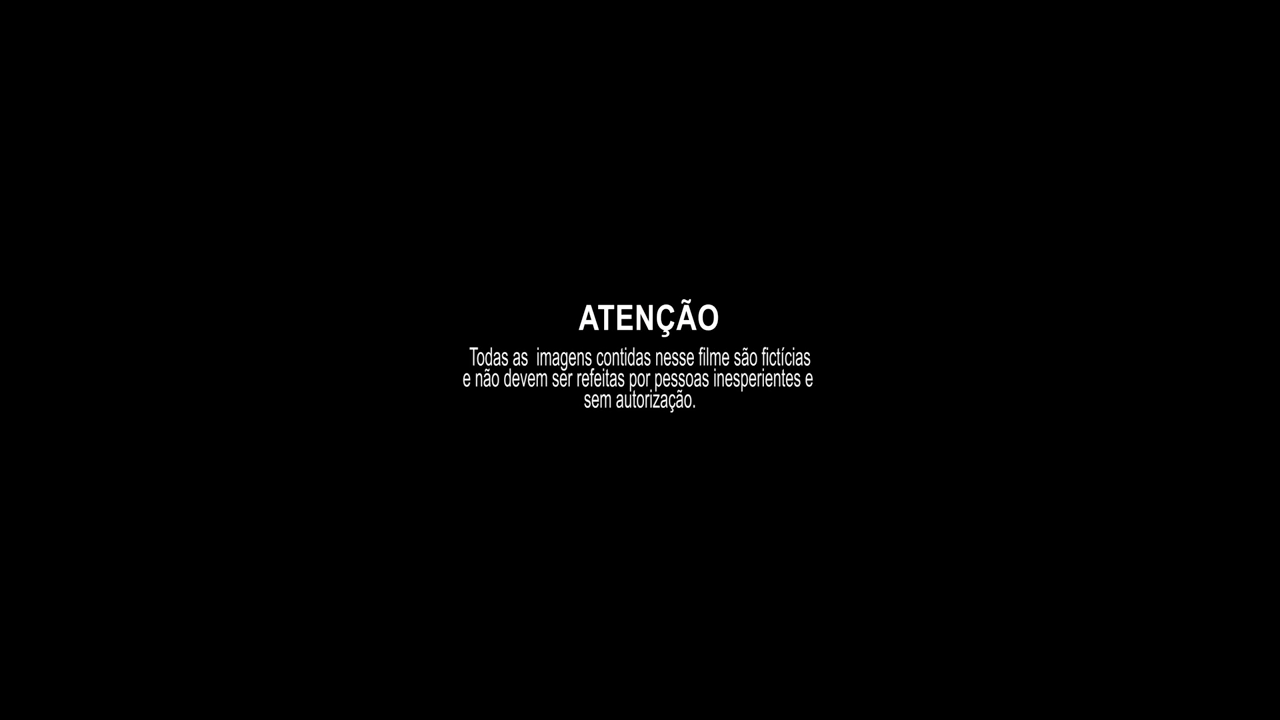 ATENÇÃO
Todas as imagens contidas nesse filme são fictícias
e não devem ser refeitas por pessoas inesperientes e
sem autorização.